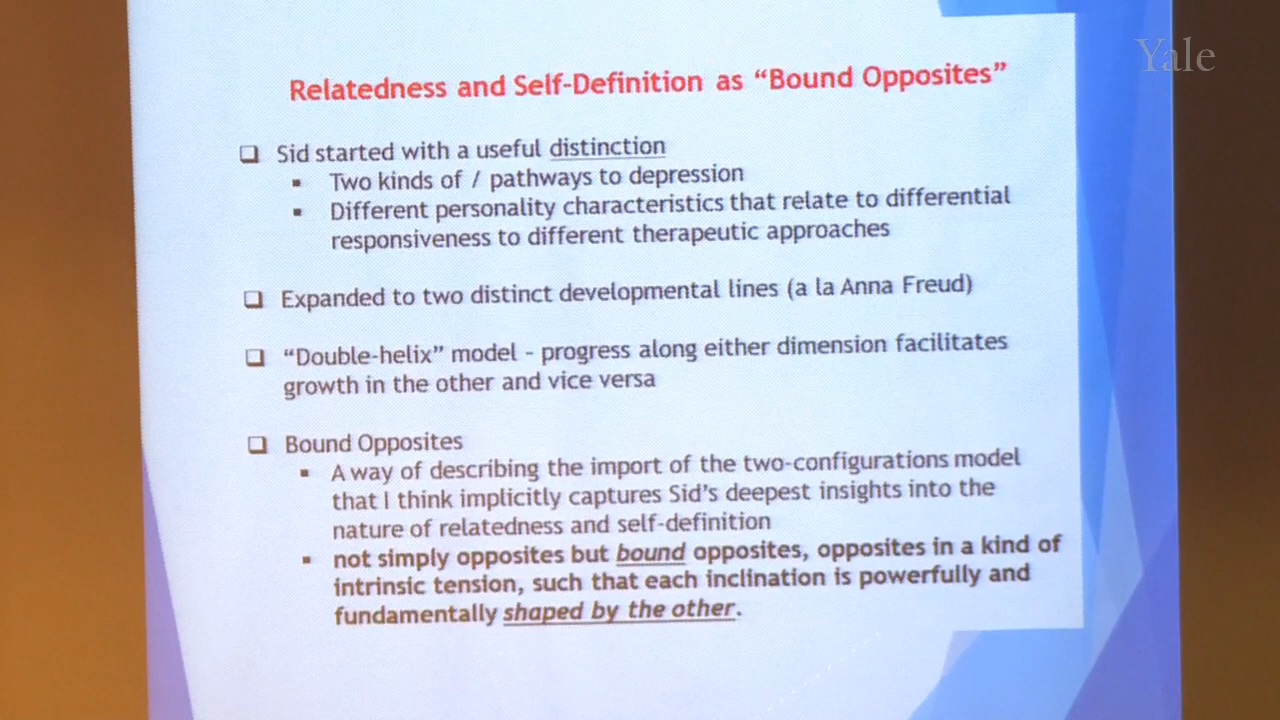 Yale
Relatedness and Self-Definition as “Bound Opposites”
❑ Sid started with a useful distinction
▪ Two kinds of / pathways to depression
▪ Different personality characteristics that relate to differential
responsiveness to different therapeutic approaches
❑ Expanded to two distinct developmental lines (a la Anna Freud)
❑ “Double-helix” model - progress along either dimension facilitates
growth in the other and vice versa
❑ Bound Opposites
▪ A way of describing the import of the two-configurations model
that I think implicitly captures Sid’s deepest insights into the
nature of relatedness and self-definition
▪ not simply opposites but bound opposites, opposites in a kind of
intrinsic tension, such that each inclination is powerfully and
fundamentally shaped by the other.